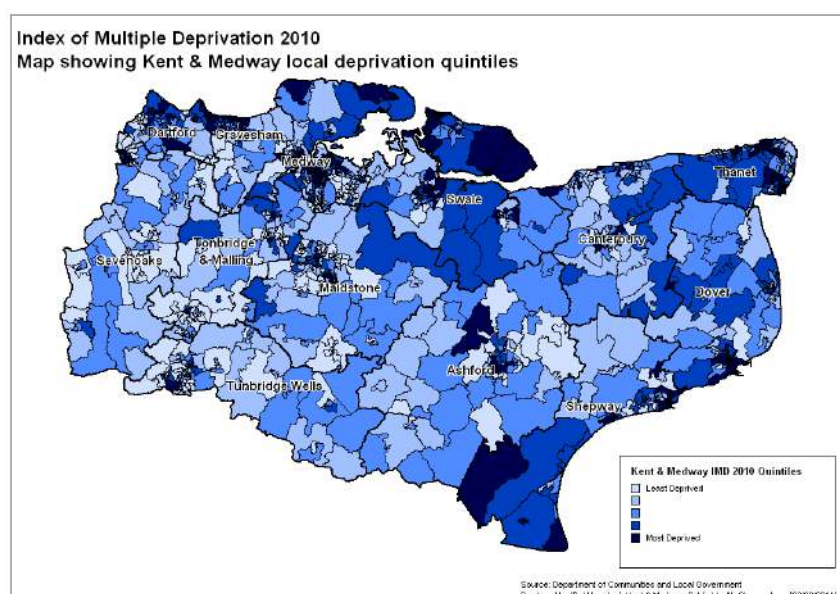 Index of Multiple Deprivation 2010
Map showing Kent & Medway local deprivation quintiles
Dartford
Gravesham
Medway
Swale
Thanet
Canterbury
Sevenoaks
Tonbridge
& Malling
Maidstone
Dover
Ashford
Tunbridge Wells
Shepway
Kent & Medway IMD 2010 Quintiles
Least Deprived
Most Deprived
Source: Department of Communities and Local Government